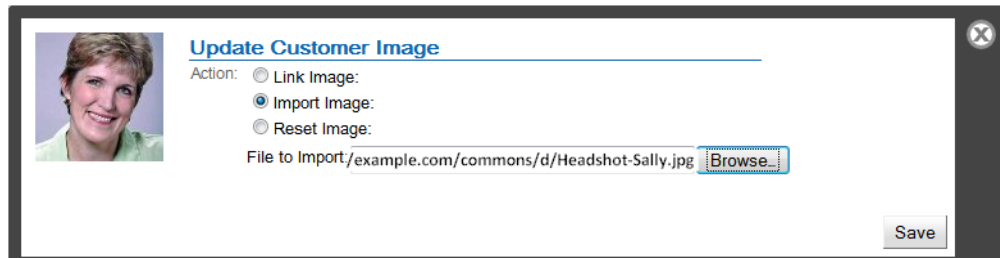 Update Customer Image
Action: Link Image:
Import Image:
Reset Image:
File to Import: /example.com/commons/d/Headshot-Sally.jpg Browse...
Save